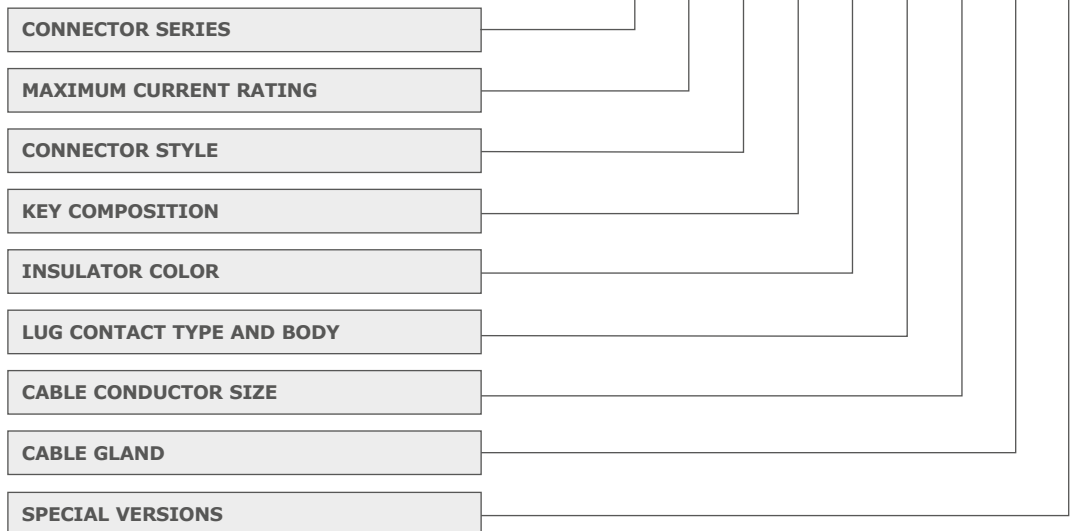 CONNECTOR SERIES
MAXIMUM CURRENT RATING
CONNECTOR STYLE
KEY COMPOSITION
INSULATOR COLOR
LUG CONTACT TYPE AND BODY
CABLE CONDUCTOR SIZE
CABLE GLAND
SPECIAL VERSIONS